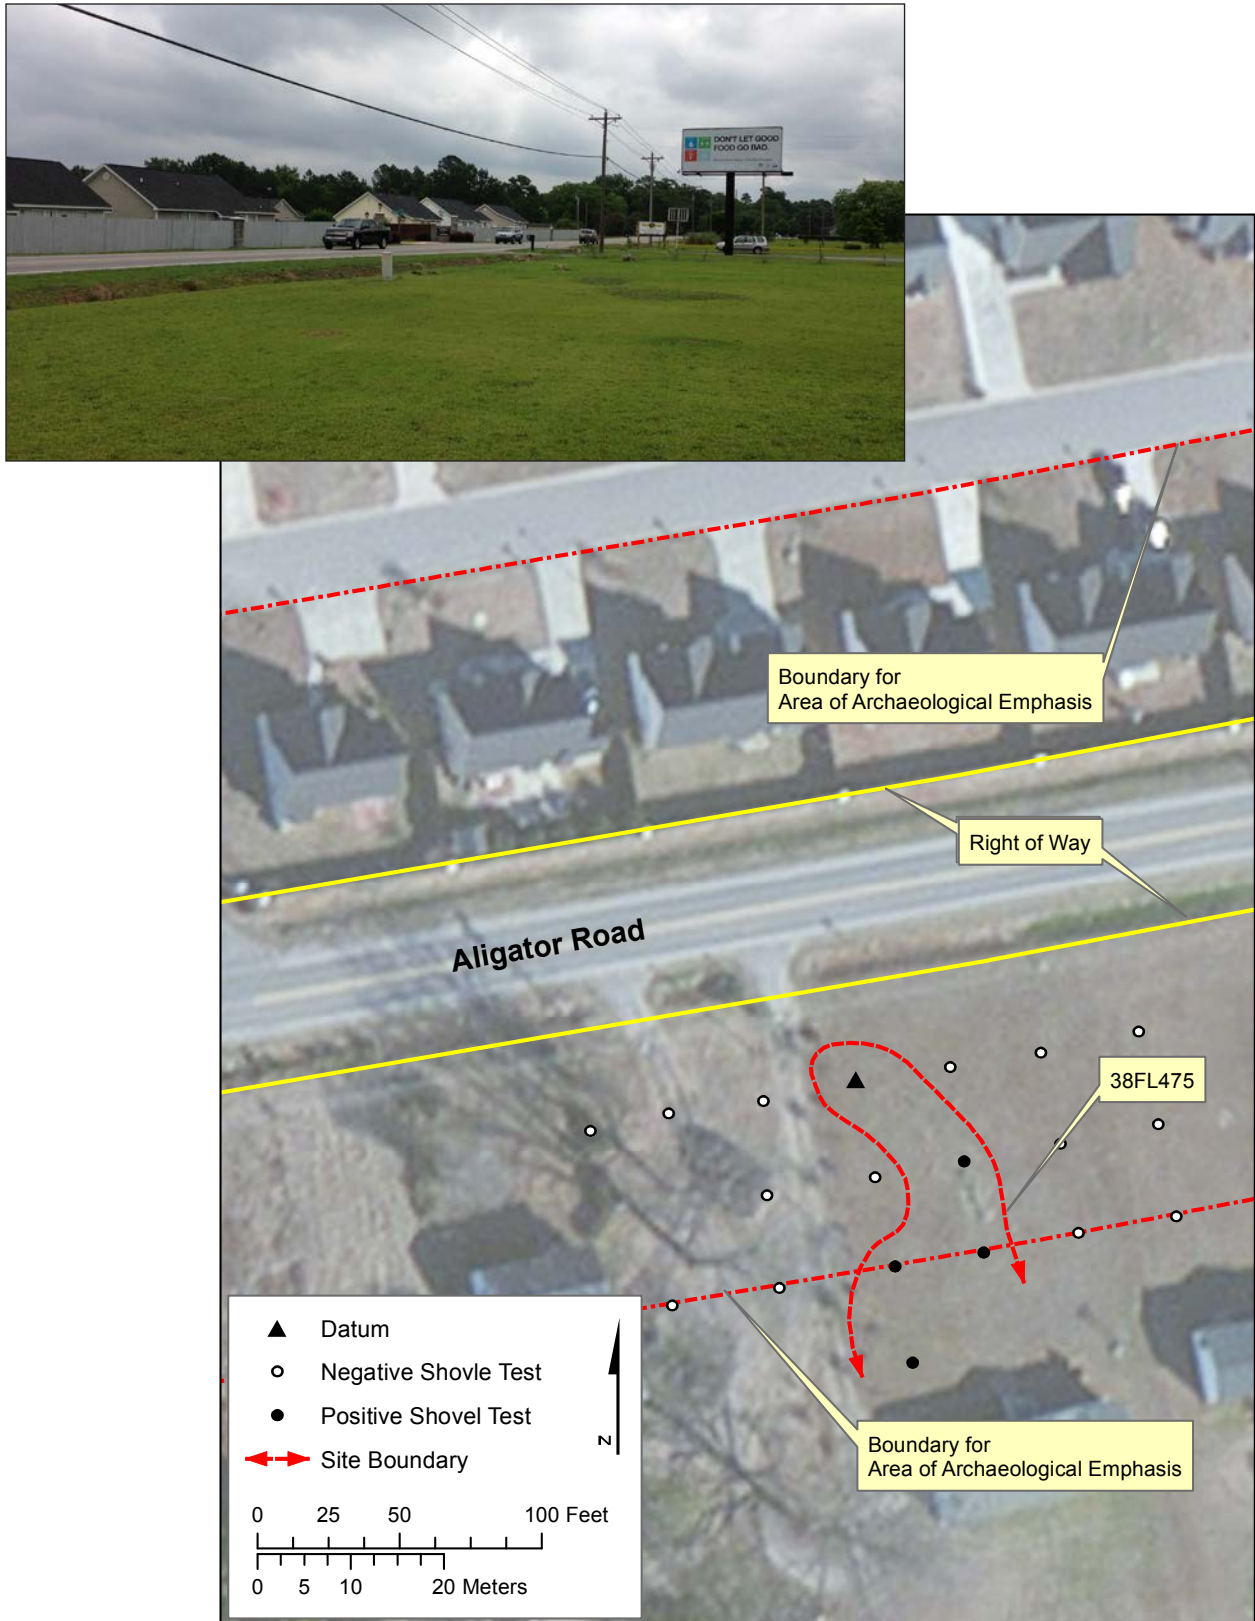 DON'T LET GOOD
FOOD GO BAD.
Boundary for
Area of Archaeological Emphasis
Right of Way
Aligator Road
38FL475
Datum
Negative Shovle Test
Positive Shovel Test
Site Boundary
N
0 25 50 100 Feet
0 5 10 20 Meters
Boundary for
Area of Archaeological Emphasis